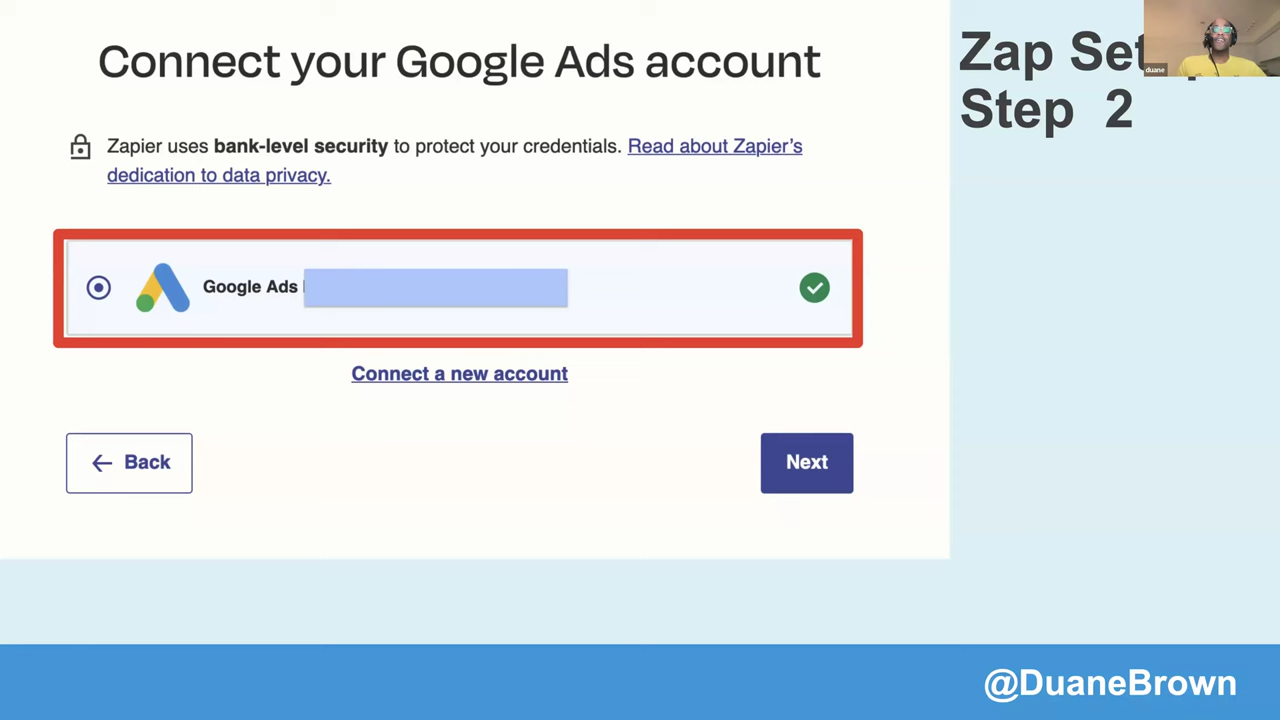 Connect your Google Ads account
Zap Set
Step 2
duane
Zapier uses bank-level security to protect your credentials. Read about Zapier's
dedication to data privacy.
Google Ads
Connect a new account
← Back
Next
@DuaneBrown